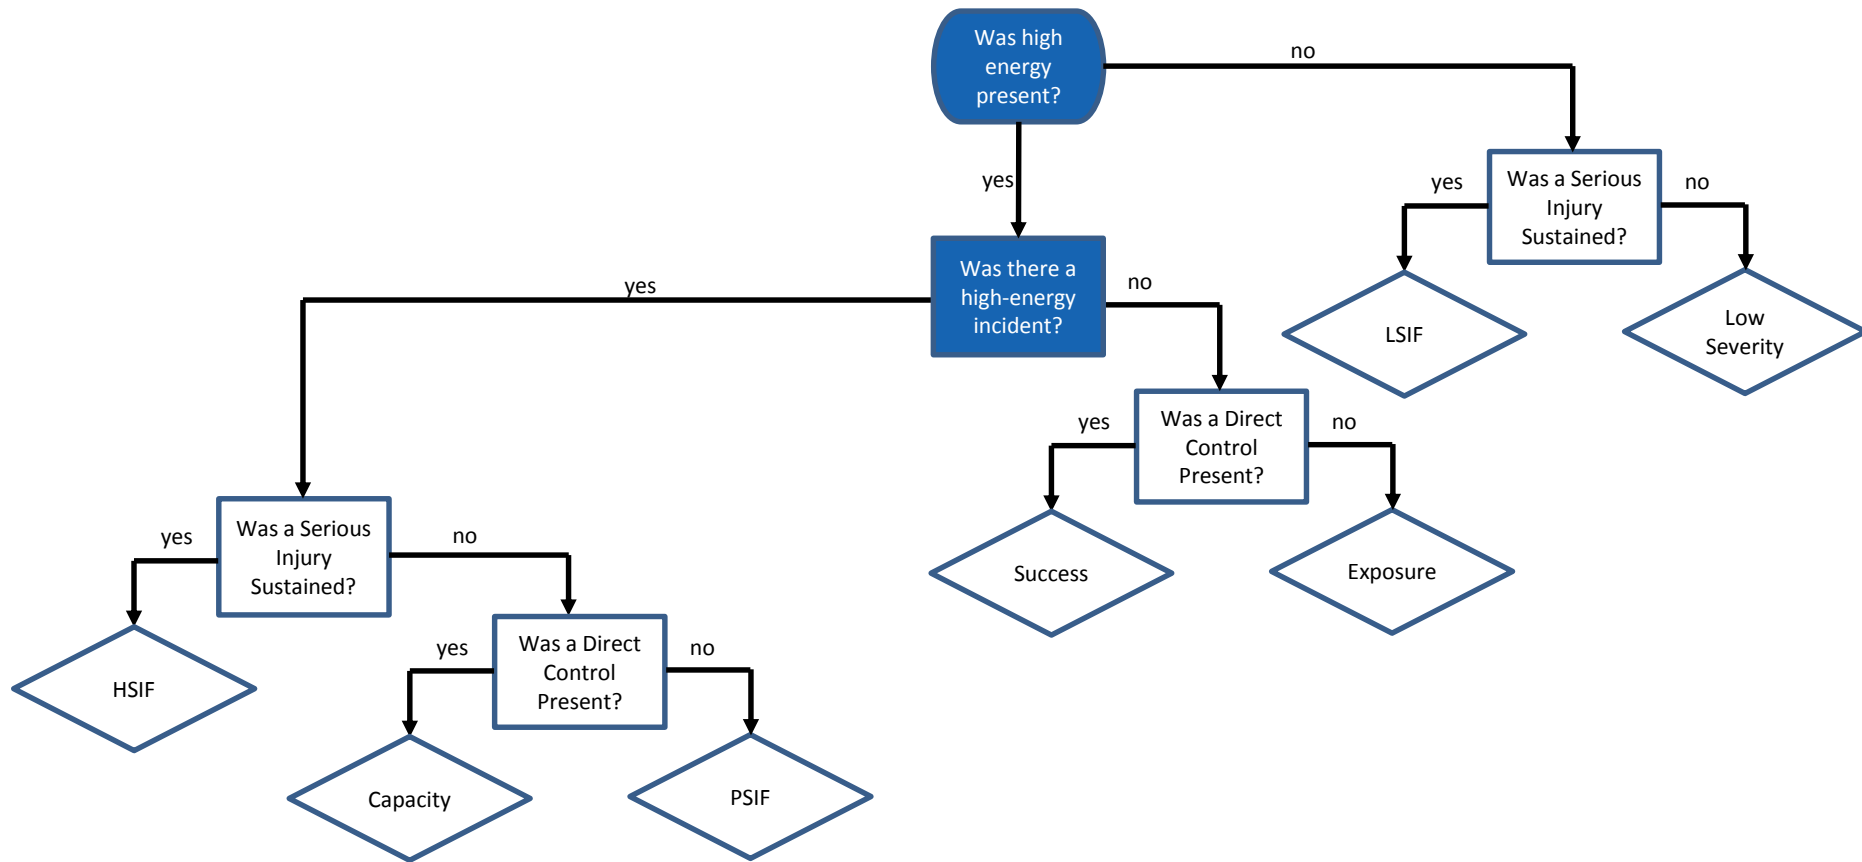 Was high
energy
present?
no
yes
Was a Serious
Injury
Sustained?
yes
no
LSIF
Low
Severity
Was there a
high-energy
incident?
yes
no
Was a Direct
Control
Present?
yes
no
Success
Exposure
Was a Serious
Injury
Sustained?
yes
no
HSIF
Was a Direct
Control
Present?
yes
no
Capacity
PSIF